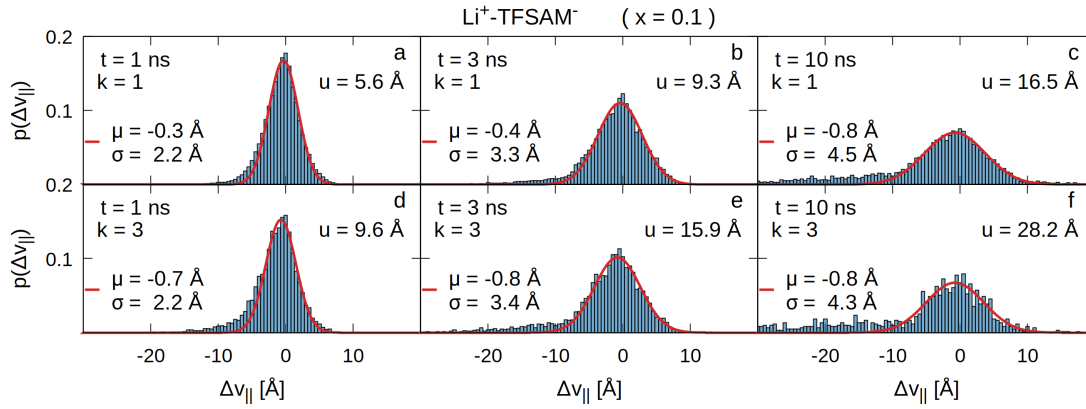 Li⁺-TFSAM⁻ ( x = 0.1 )
0.2
0.1
0.2
0.1
p(Δv||)
p(Δv||)
t = 1 ns
a
k = 1
u = 5.6 Å
μ = -0.3 Å
σ = 2.2 Å
t = 3 ns
b
k = 1
u = 9.3 Å
μ = -0.4 Å
σ = 3.3 Å
t = 10 ns
c
k = 1
u = 16.5 Å
μ = -0.8 Å
σ = 4.5 Å
t = 1 ns
d
k = 3
u = 9.6 Å
μ = -0.7 Å
σ = 2.2 Å
t = 3 ns
e
k = 3
u = 15.9 Å
μ = -0.8 Å
σ = 3.4 Å
t = 10 ns
f
k = 3
u = 28.2 Å
μ = -0.8 Å
σ = 4.3 Å
-20 -10 0 10
-20 -10 0 10
-20 -10 0 10
Δv|| [Å]
Δv|| [Å]
Δv|| [Å]